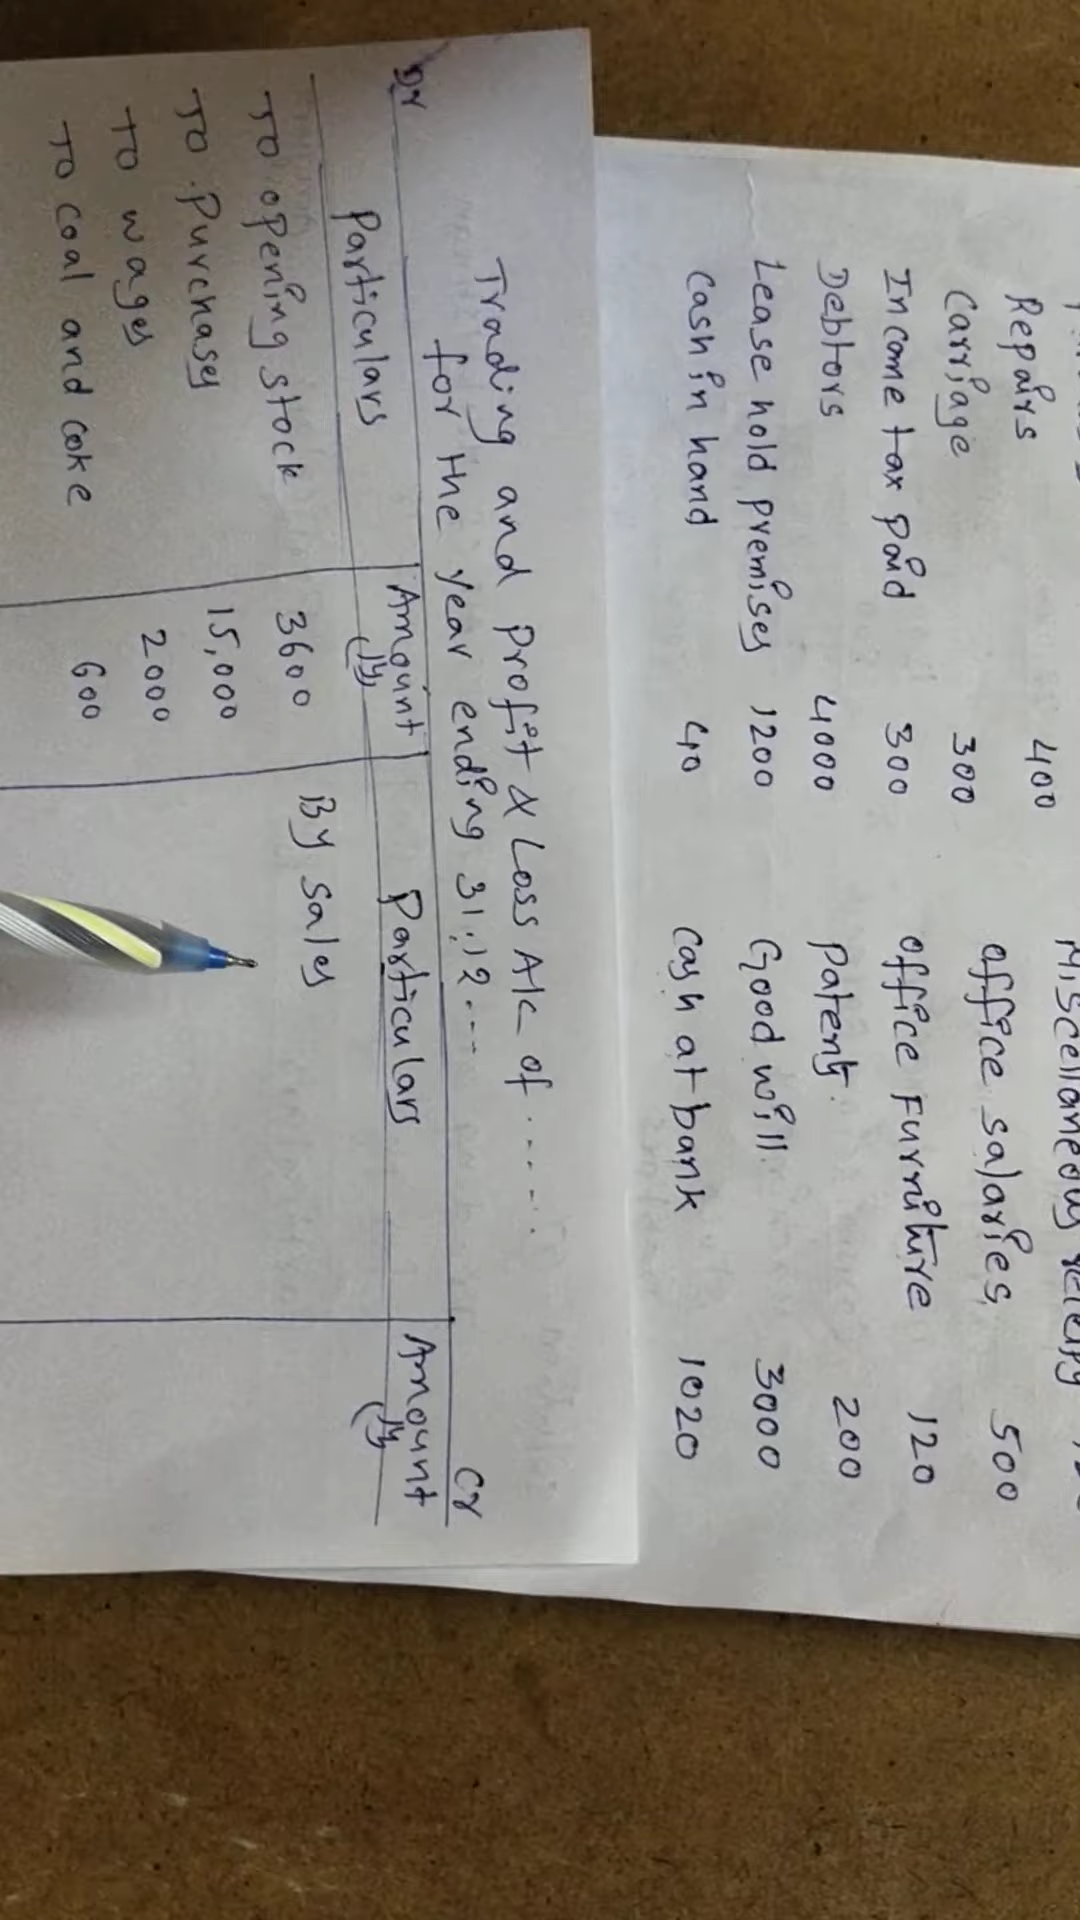 Repairs 400
Carriage 300 office salaries 500
Income tax paid 300 office Furniture 120
Debtors 4000 patents 200
Lease hold premises 1200 Good will 3000
Cash in hand 40 Cash at bank 1020
Trading and Profit & Loss A/c of ......
for the year ending 31.12....
Dr Cr
Particulars Amount Particulars Amount
To opening stock 3600 By sales
To Purchases 15,000
To wages 2000
To coal and coke 600